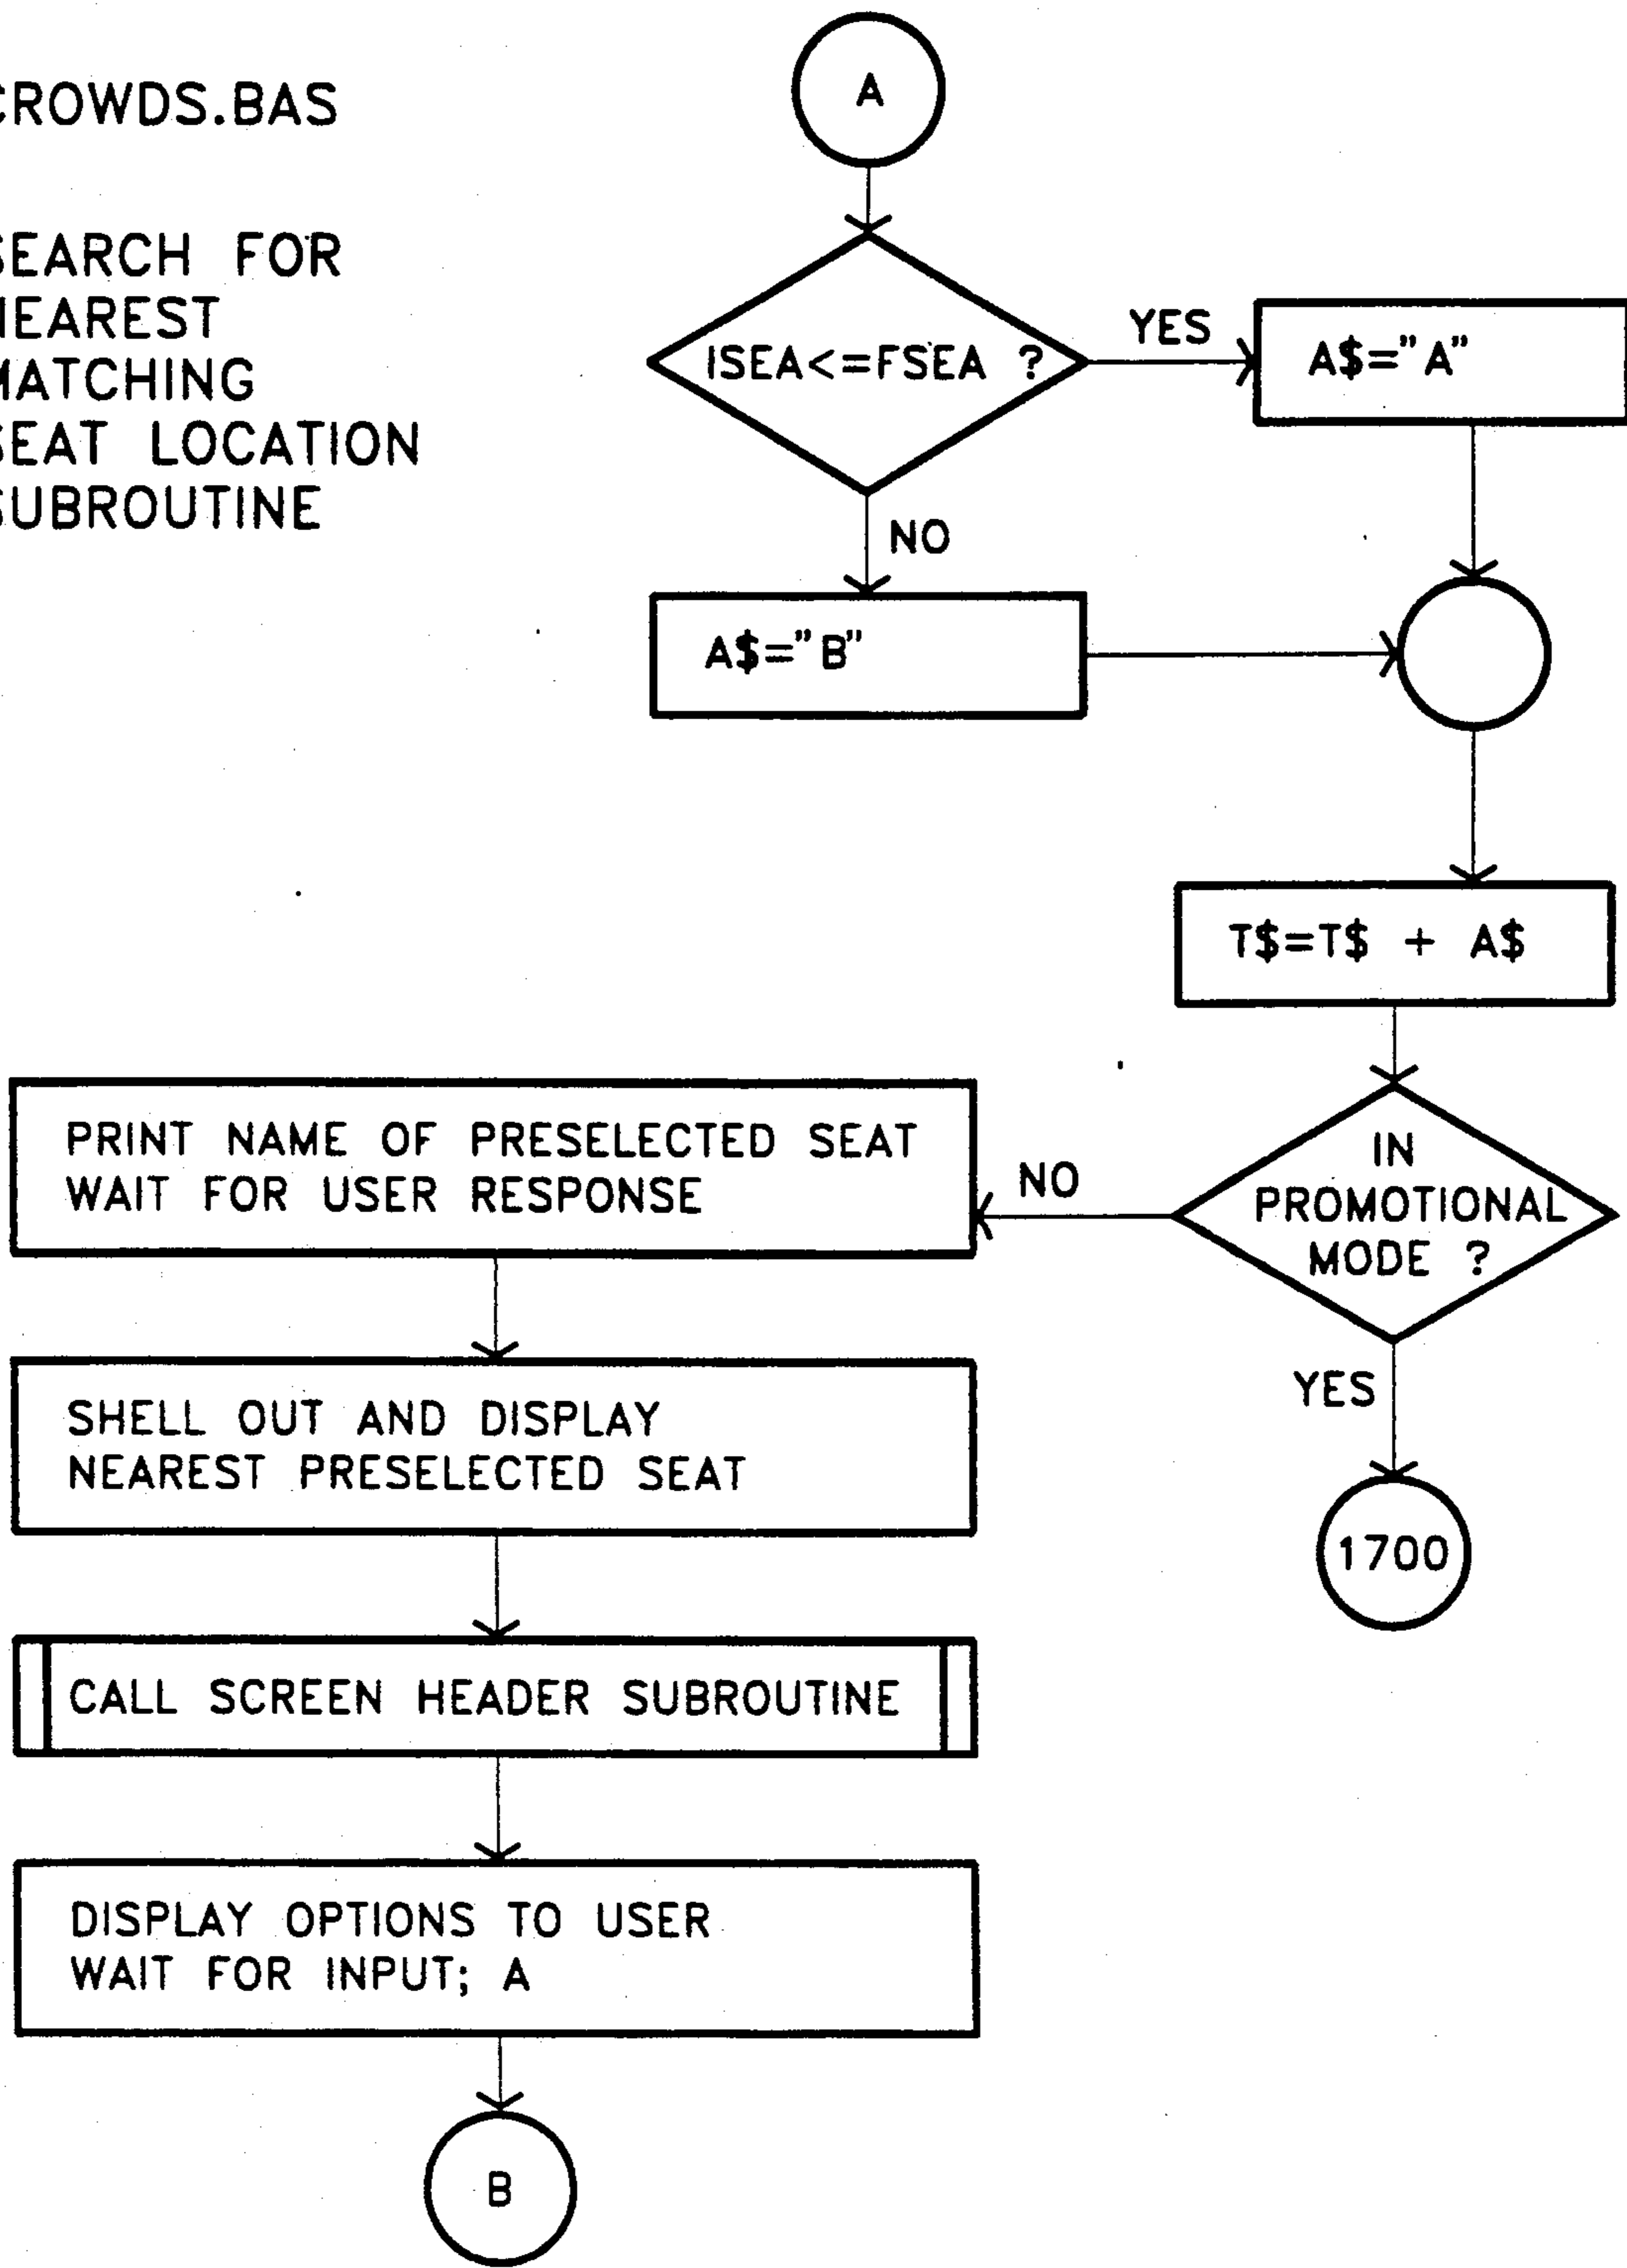 CROWDS.BAS
SEARCH FOR
NEAREST
MATCHING
SEAT LOCATION
SUBROUTINE
A
ISEA<=FSEA ?
YES
A$="A"
NO
A$="B"
T$=T$ + A$
IN
PROMOTIONAL
MODE ?
NO
PRINT NAME OF PRESELECTED SEAT
WAIT FOR USER RESPONSE
YES
1700
SHELL OUT AND DISPLAY
NEAREST PRESELECTED SEAT
CALL SCREEN HEADER SUBROUTINE
DISPLAY OPTIONS TO USER
WAIT FOR INPUT; A
B